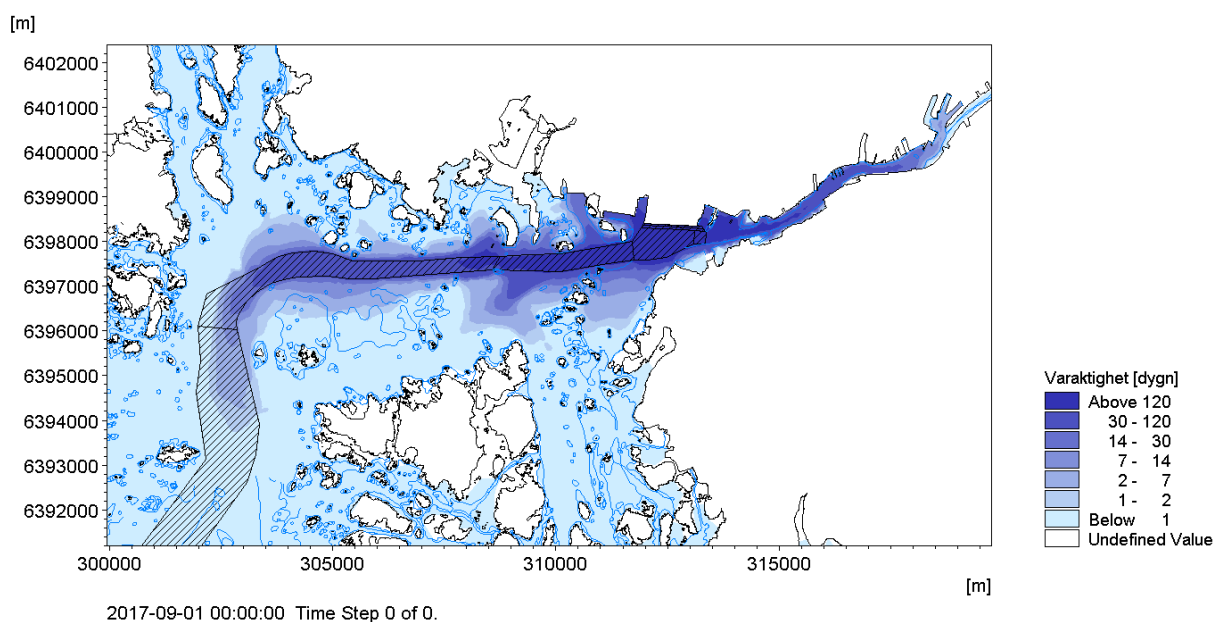 [m]
6402000
6401000
6400000
6399000
6398000
6397000
6396000
6395000
6394000
6393000
6392000
300000 305000 310000 315000
[m]
2017-09-01 00:00:00 Time Step 0 of 0.
Varaktighet [dygn]
Above 120
30 - 120
14 - 30
7 - 14
2 - 7
1 - 2
Below 1
Undefined Value